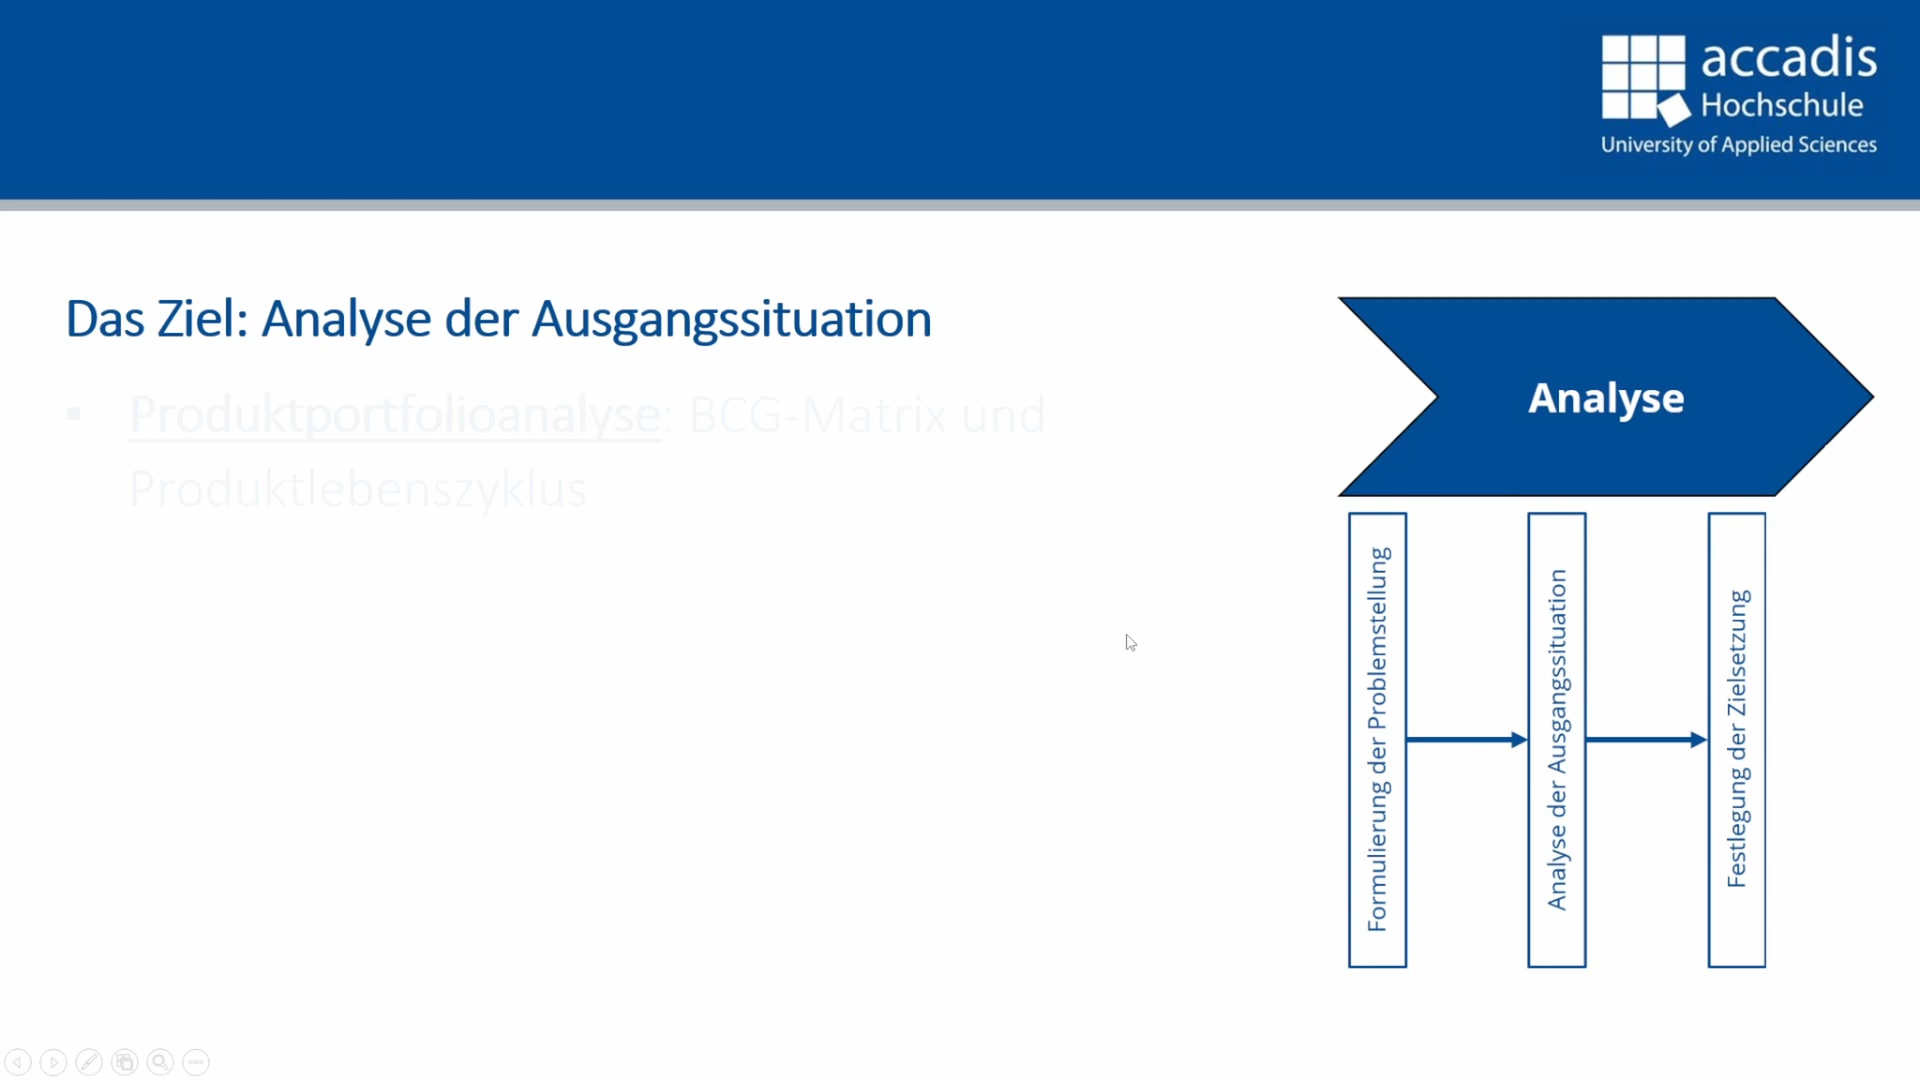 accadis
Hochschule
University of Applied Sciences
Das Ziel: Analyse der Ausgangssituation
▪ Produktportfolioanalyse: BCG-Matrix und
Produktlebenszyklus
Analyse
Formulierung der Problemstellung
Analyse der Ausgangssituation
Festlegung der Zielsetzung